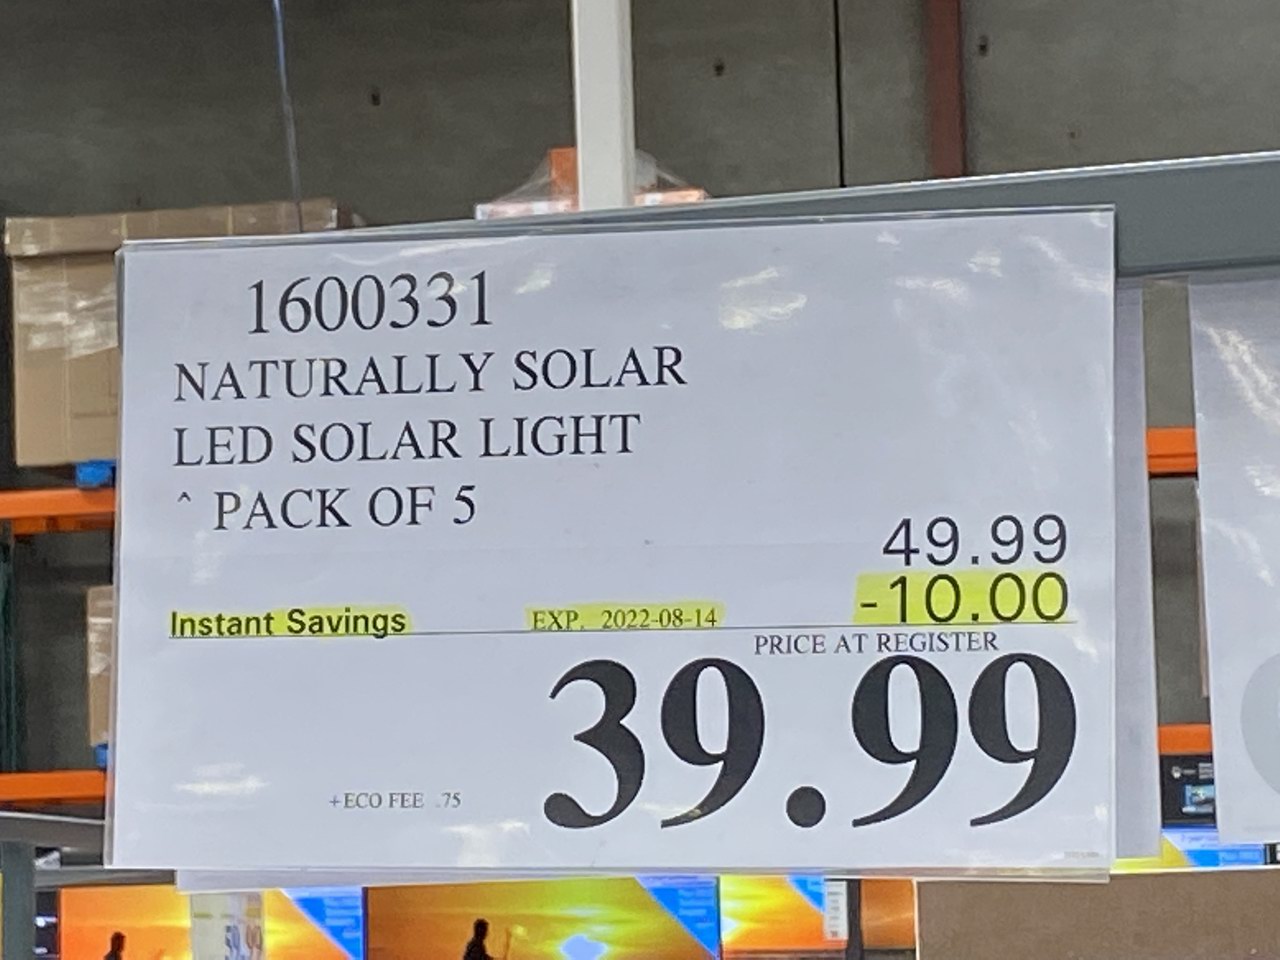 1600331
NATURALLY SOLAR
LED SOLAR LIGHT
^ PACK OF 5
49.99
Instant Savings EXP. 2022-08-14 -10.00
PRICE AT REGISTER
39.99
+ECO FEE .75